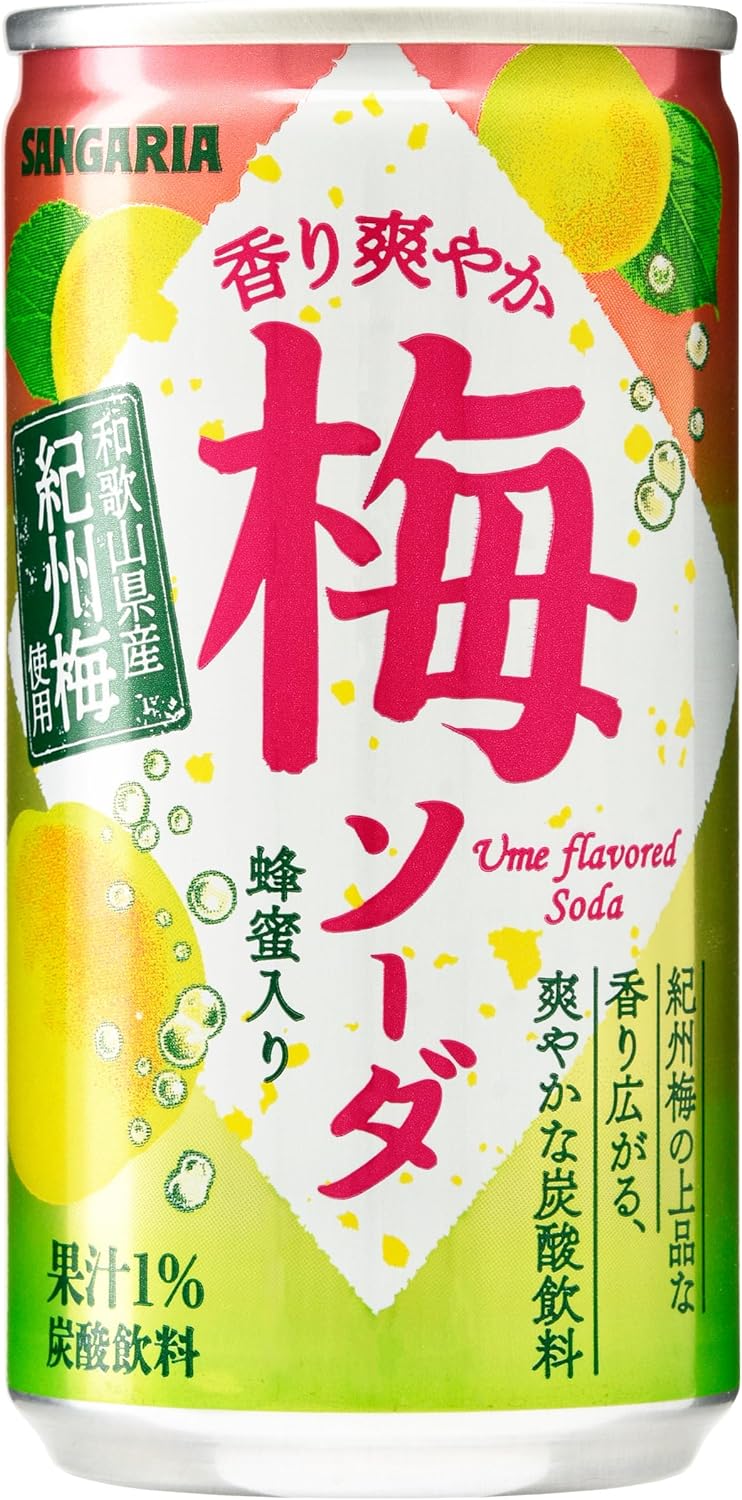 SANGARIA
香り爽やか
梅
ソーダ
和歌山県産
紀州梅
使用
Ume flavored
Soda
蜂蜜入り
紀州梅の上品な
香り広がる、
爽やかな炭酸飲料
果汁1%
炭酸飲料